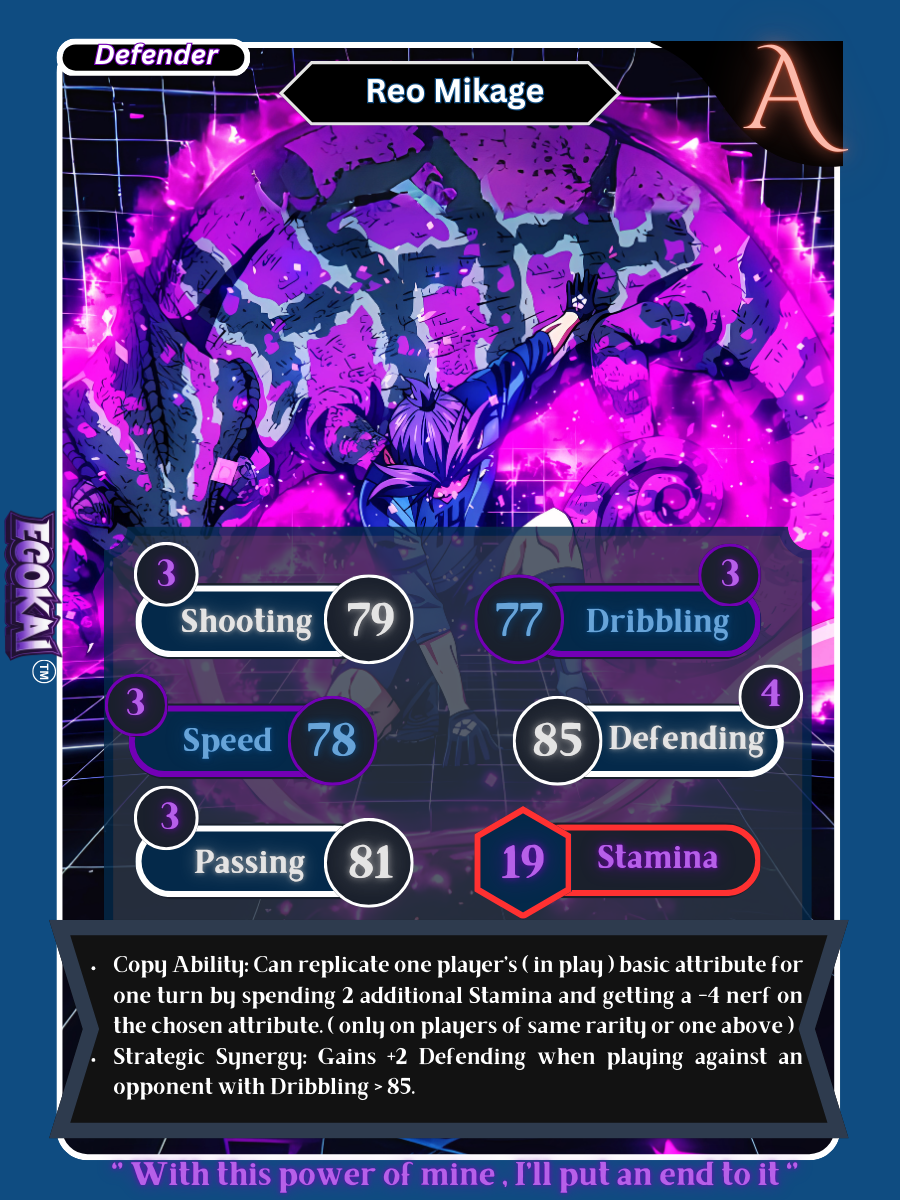 Defender
Reo Mikage
A
EGOKAI
TM
3
Shooting 79
3
77 Dribbling
3
Speed 78
4
85 Defending
3
Passing 81
19 Stamina
• Copy Ability: Can replicate one player's ( in play ) basic attribute for
one turn by spending 2 additional Stamina and getting a -4 nerf on
the chosen attribute. ( only on players of same rarity or one above )
• Strategic Synergy: Gains +2 Defending when playing against an
opponent with Dribbling > 85.
“ With this power of mine , I'll put an end to it “